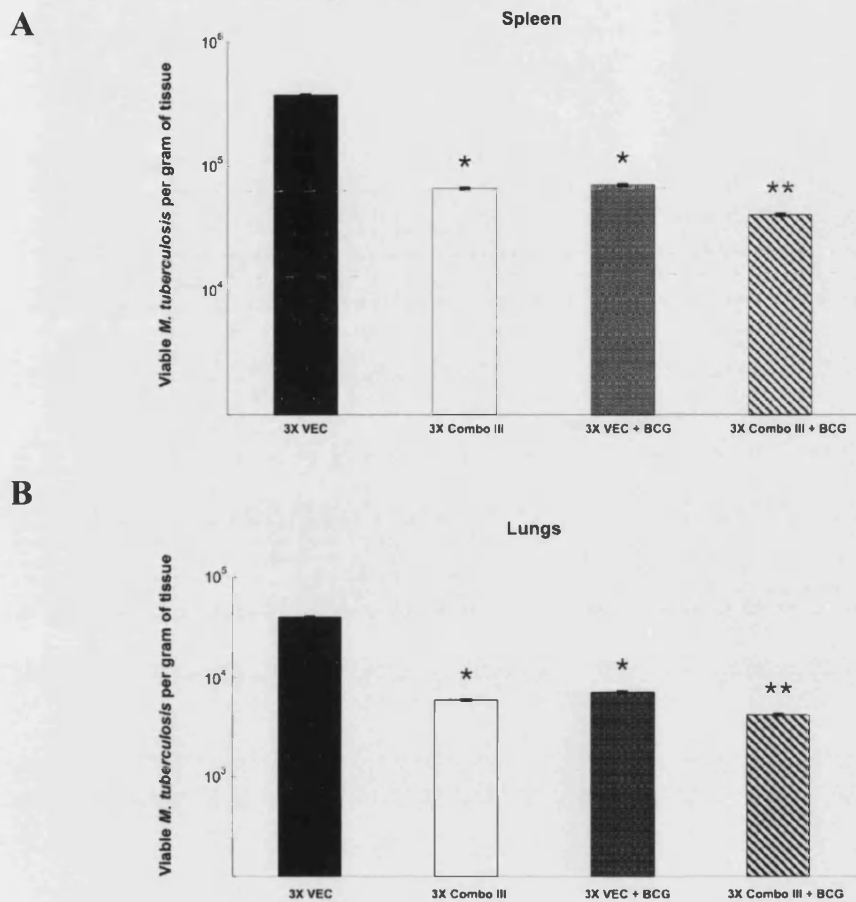 A
Spleen
Viable M. tuberculosis per gram of tissue
10⁶
10⁵
10⁴
*
*
**
3X VEC
3X Combo III
3X VEC + BCG
3X Combo III + BCG
B
Lungs
Viable M. tuberculosis per gram of tissue
10⁵
10⁴
10³
*
*
**
3X VEC
3X Combo III
3X VEC + BCG
3X Combo III + BCG